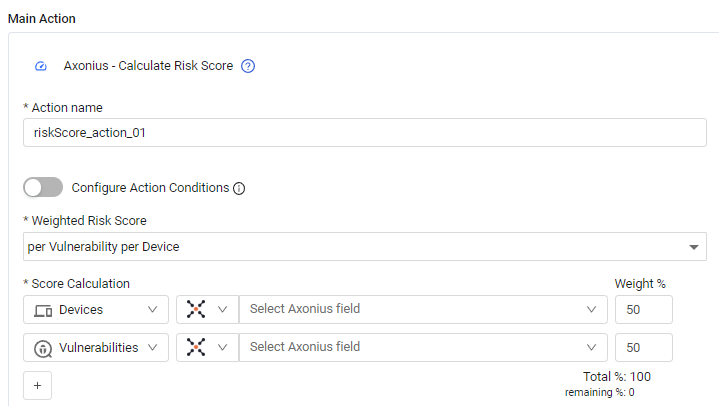 Main Action
Axonius - Calculate Risk Score
* Action name
riskScore_action_01
Configure Action Conditions
* Weighted Risk Score
per Vulnerability per Device
* Score Calculation Weight %
Devices Select Axonius field 50
Vulnerabilities Select Axonius field 50
+ Total %: 100
remaining %: 0